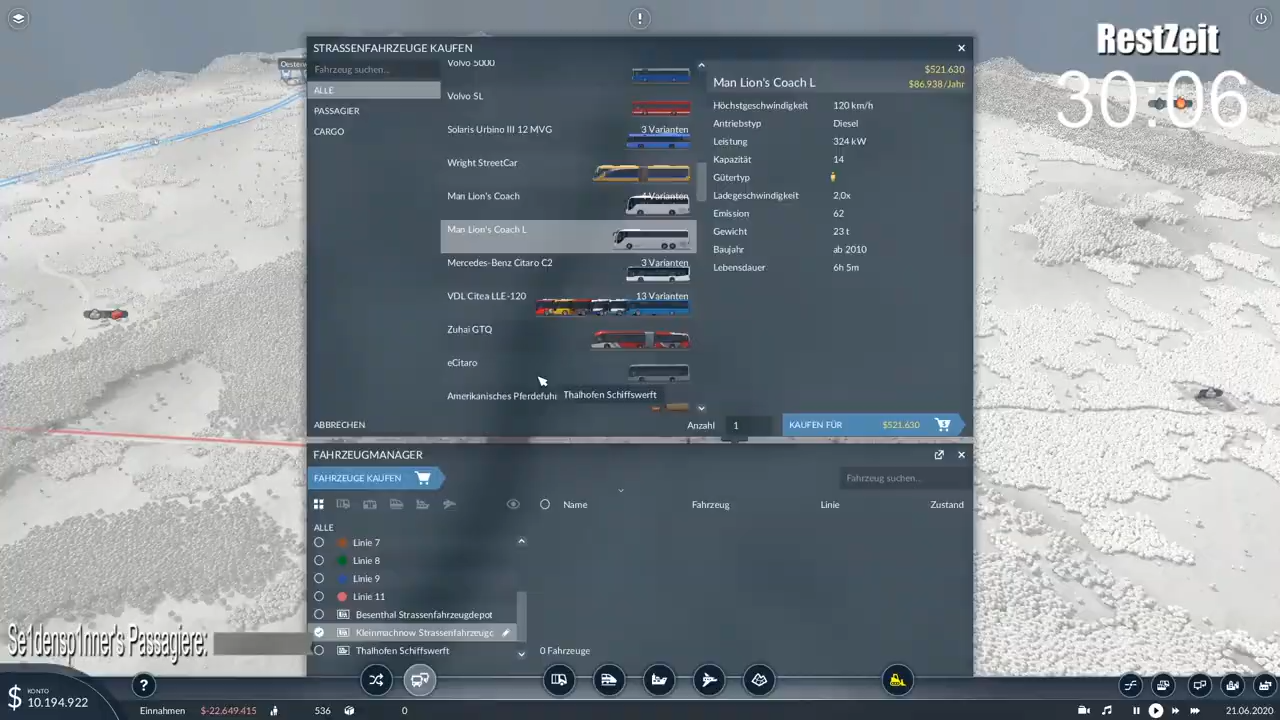 RestZeit
30:06
STRASSENFAHRZEUGE KAUFEN
Fahrzeug suchen...
ALLE
PASSAGIER
CARGO
Volvo 5000
Volvo SL
Solaris Urbino III 12 MVG
3 Varianten
Wright StreetCar
Man Lion's Coach
4 Varianten
Man Lion's Coach L
Mercedes-Benz Citaro C2
3 Varianten
VDL Citea LLE-120
13 Varianten
Zuhai GTQ
eCitaro
Amerikanisches Pferdefuh
Thalhofen Schiffswerft
$521.630
Man Lion's Coach L
$86.938/Jahr
Höchstgeschwindigkeit 120 km/h
Antriebstyp Diesel
Leistung 324 kW
Kapazität 14
Gütertyp
Ladegeschwindigkeit 2,0x
Emission 62
Gewicht 23 t
Baujahr ab 2010
Lebensdauer 6h 5m
ABBRECHEN
Anzahl 1
KAUFEN FÜR $521.630
FAHRZEUGMANAGER
FAHRZEUGE KAUFEN
Fahrzeug suchen...
Name Fahrzeug Linie Zustand
ALLE
Linie 7
Linie 8
Linie 9
Linie 11
Besenthal Strassenfahrzeugdepot
Kleinmachnow Strassenfahrzeugd
Thalhofen Schiffswerft
0 Fahrzeuge
Se1densp1nner's Passagiere:
KONTO
$ 10.194.922
?
Einnahmen $-22.649.415 536 0
21.06.2020